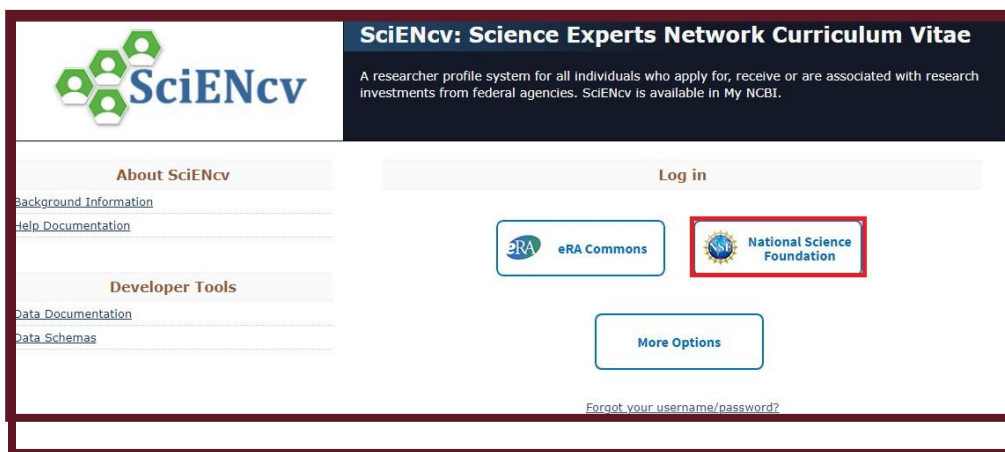 SciENcv
SciENcv: Science Experts Network Curriculum Vitae
A researcher profile system for all individuals who apply for, receive or are associated with research
investments from federal agencies. SciENcv is available in My NCBI.
About SciENcv
Background Information
Help Documentation
Developer Tools
Data Documentation
Data Schemas
Log in
eRA
eRA Commons
NSF
National Science
Foundation
More Options
Forgot your username/password?